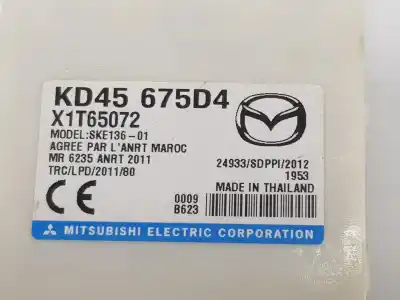 KD45 675D4
X1T65072
MODEL:SKE136-01
AGREE PAR L'ANRT MAROC
MR 6235 ANRT 2011
TRC/LPD/2011/80
24933/SDPPI/2012
1953
MADE IN THAILAND
CE
0009
B623
MITSUBISHI ELECTRIC CORPORATION